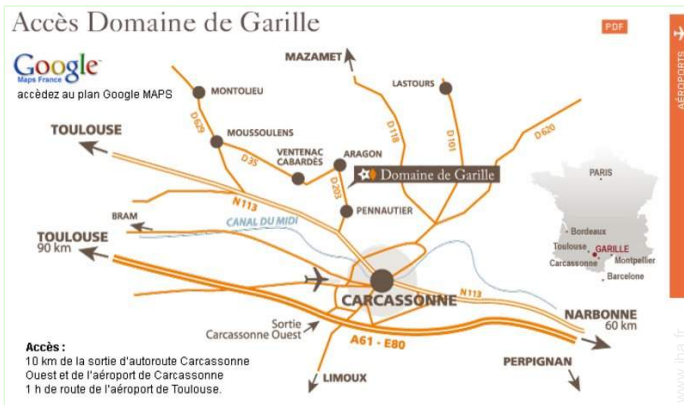 Accès Domaine de Garille
PDF
AÉROPORTS
Google
Maps France
accèdez au plan Google MAPS
MAZAMET
MONTOLIEU
LASTOURS
TOULOUSE
D629
MOUSSOULENS
D118
D101
D620
D35
VENTENAC
CABARDÈS
ARAGON
D203
Domaine de Garille
N113
PENNAUTIER
PARIS
BRAM
CANAL DU MIDI
TOULOUSE
90 km
Bordeaux
Toulouse
GARILLE
Carcassonne
Montpellier
Barcelone
CARCASSONNE
N113
NARBONNE
60 km
Sortie
Carcassonne Ouest
A61 - E80
PERPIGNAN
LIMOUX
Accès :
10 km de la sortie d'autoroute Carcassonne
Ouest et de l'aéroport de Carcassonne
1 h de route de l'aéroport de Toulouse.
www.iha.fr